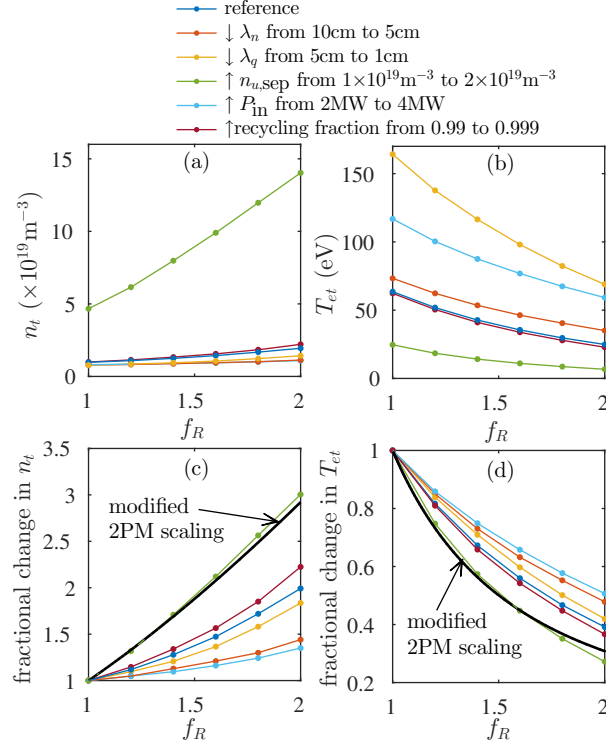 reference
↓ λn from 10cm to 5cm
↓ λq from 5cm to 1cm
↑ nu,sep from 1×10¹⁹m⁻³ to 2×10¹⁹m⁻³
↑ Pin from 2MW to 4MW
↑recycling fraction from 0.99 to 0.999
(a)
15
10
5
0
nt (×10¹⁹m⁻³)
1
1.5
2
fR
(b)
150
100
50
0
Tet (eV)
1
1.5
2
fR
(c)
3.5
3
2.5
2
1.5
1
fractional change in nt
modified
2PM scaling
1
1.5
2
fR
(d)
1
0.8
0.6
0.4
0.2
fractional change in Tet
modified
2PM scaling
1
1.5
2
fR